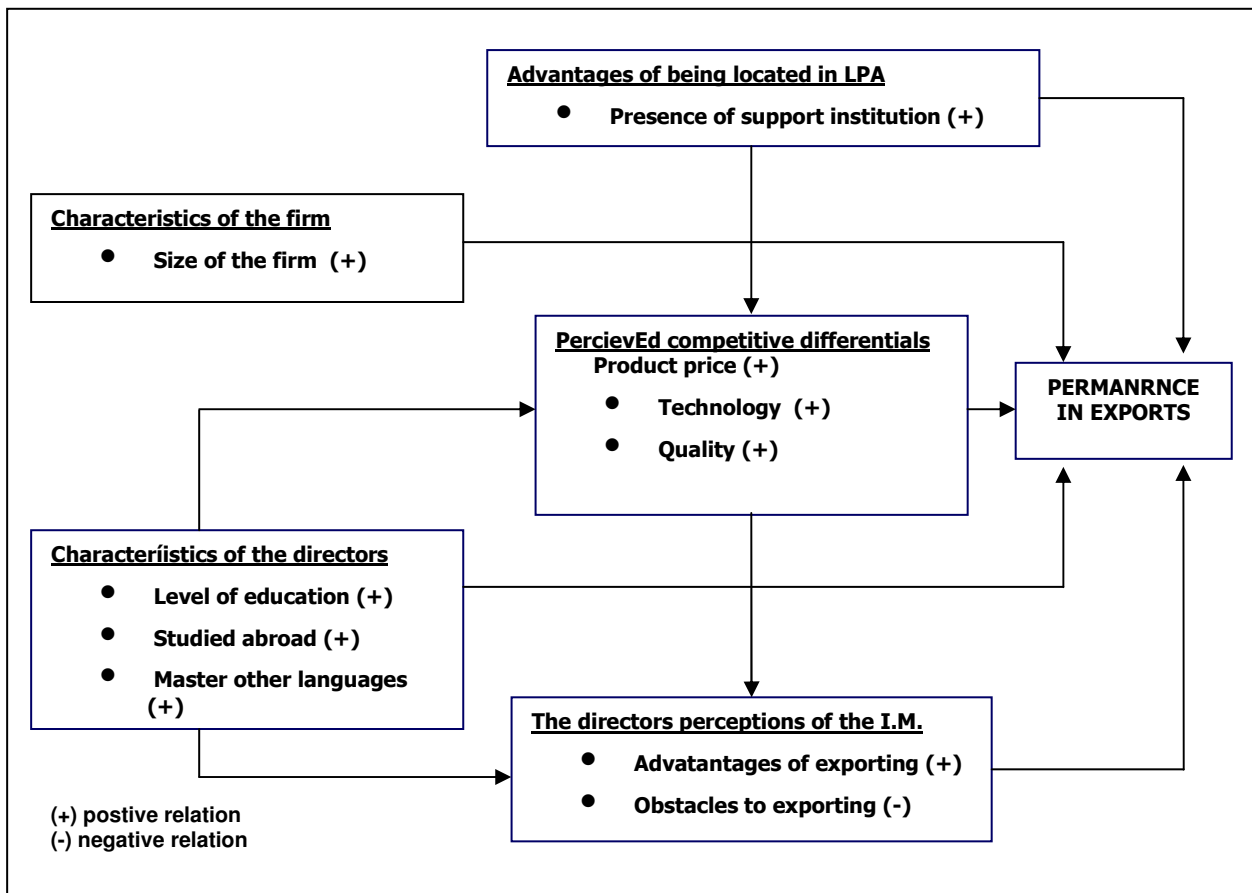 Advantages of being located in LPA
● Presence of support institution (+)
Characteristics of the firm
● Size of the firm (+)
PercievEd competitive differentials
Product price (+)
● Technology (+)
● Quality (+)
PERMANRNCE
IN EXPORTS
Characteríistics of the directors
● Level of education (+)
● Studied abroad (+)
● Master other languages
(+)
The directors perceptions of the I.M.
● Advatantages of exporting (+)
● Obstacles to exporting (-)
(+) postive relation
(-) negative relation